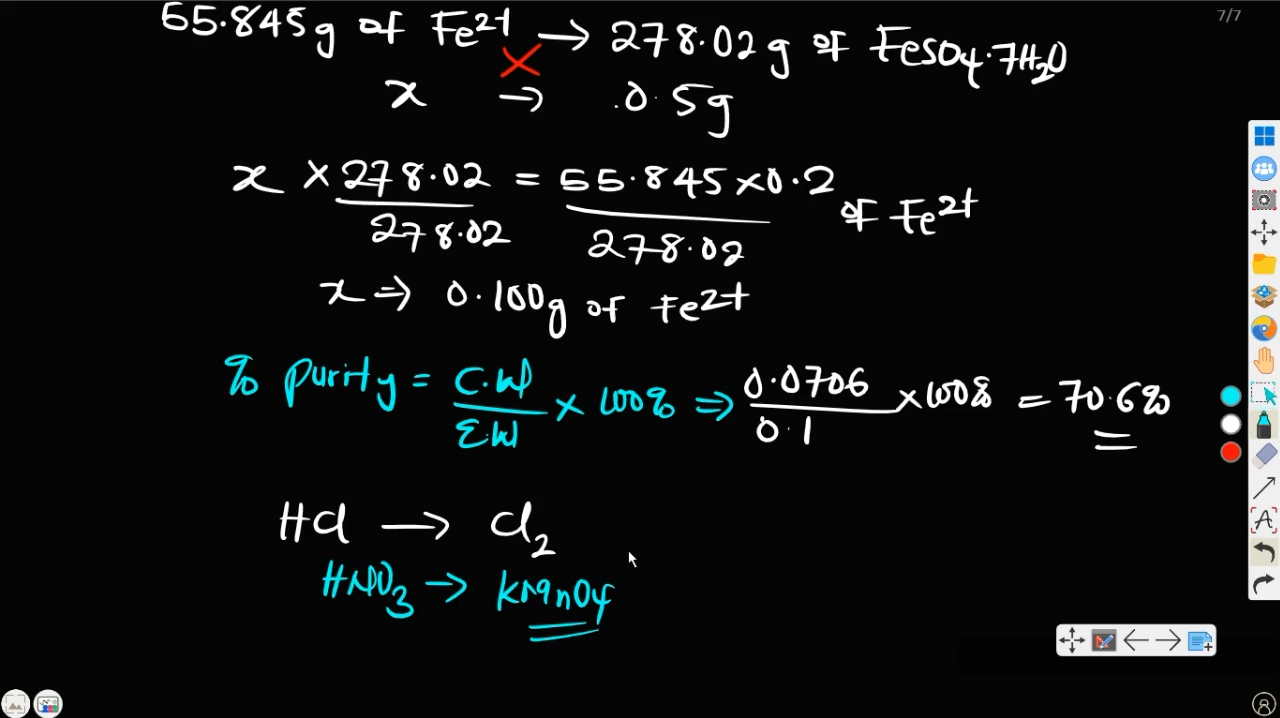 7/7
55.845g of Fe2+ → 278.02g of FeSO4.7H2O
x → .0.5g
x × 278.02 = 55.845 × 0.2 of Fe2+
278.02 278.02
x ⇒ 0.100g of Fe2+
% purity = C.W × 100% ⇒ 0.0706 × 100% = 70.6%
E.W 0.1
HCl → Cl2
HNO3 → KMnO4